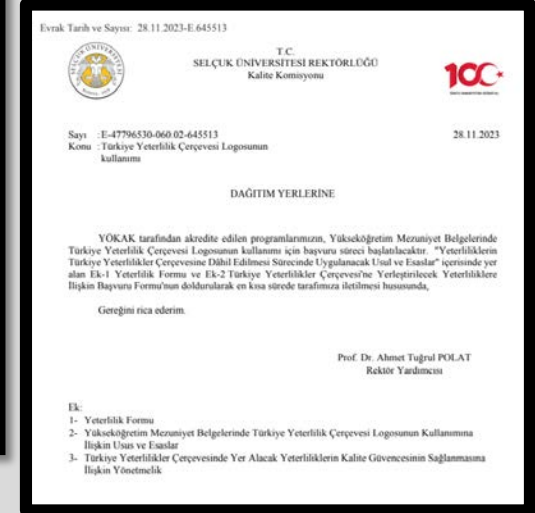 Evrak Tarih ve Sayısı: 28.11.2023-E.645513
T.C.
SELÇUK ÜNİVERSİTESİ REKTÖRLÜĞÜ
Kalite Komisyonu
100
Sayı :E-47796530-060.02-645513 28.11.2023
Konu :Türkiye Yeterlilik Çerçevesi Logosunun
kullanımı
DAĞITIM YERLERİNE
YÖKAK tarafından akredite edilen programlarımızın, Yükseköğretim Mezuniyet Belgelerinde
Türkiye Yeterlilik Çerçevesi Logosunun kullanımı için başvuru süreci başlatılacaktır. "Yeterliliklerin
Türkiye Yeterlilikler Çerçevesine Dâhil Edilmesi Sürecinde Uygulanacak Usul ve Esaslar" içerisinde yer
alan Ek-1 Yeterlilik Formu ve Ek-2 Türkiye Yeterlilikler Çerçevesi'ne Yerleştirilecek Yeterliliklere
İlişkin Başvuru Formu'nun doldurularak en kısa sürede tarafımıza iletilmesi hususunda,
Gereğini rica ederim.
Prof. Dr. Ahmet Tuğrul POLAT
Rektör Yardımcısı
Ek:
1- Yeterlilik Formu
2- Yükseköğretim Mezuniyet Belgelerinde Türkiye Yeterlilik Çerçevesi Logosunun Kullanımına
İlişkin Usus ve Esaslar
3- Türkiye Yeterlilikler Çerçevesinde Yer Alacak Yeterliliklerin Kalite Güvencesinin Sağlanmasına
İlişkin Yönetmelik